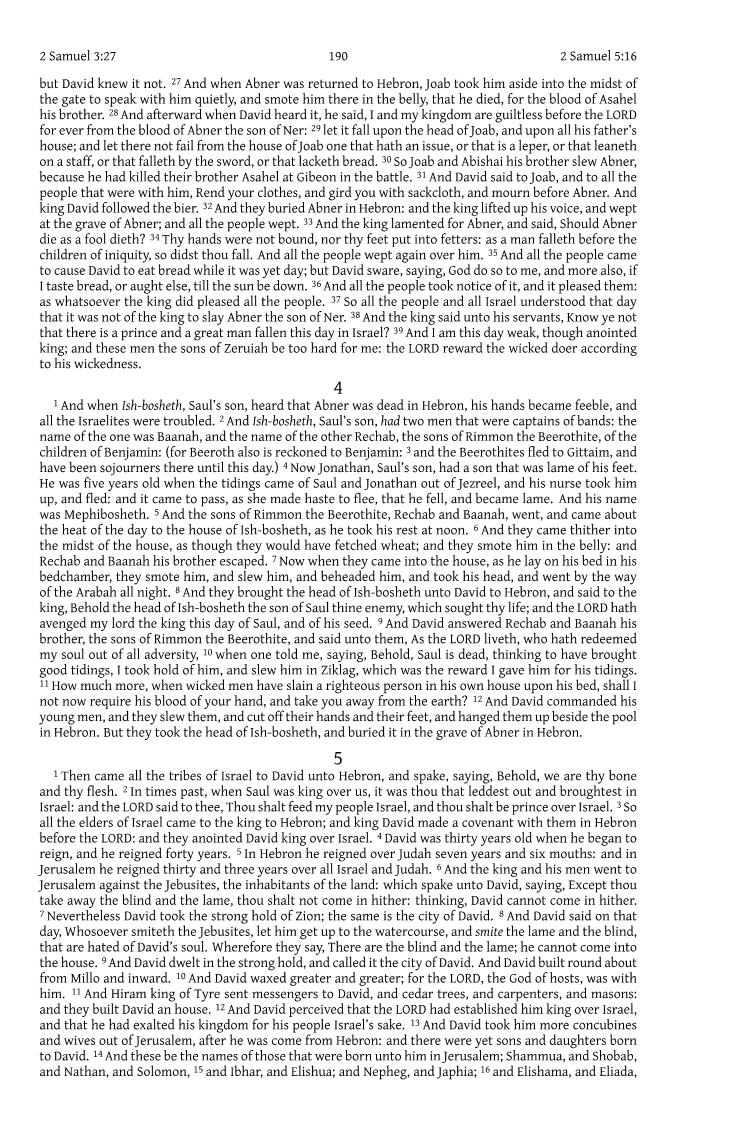 2 Samuel 3:27 190 2 Samuel 5:16
but David knew it not. 27 And when Abner was returned to Hebron, Joab took him aside into the midst of
the gate to speak with him quietly, and smote him there in the belly, that he died, for the blood of Asahel
his brother. 28 And afterward when David heard it, he said, I and my kingdom are guiltless before the LORD
for ever from the blood of Abner the son of Ner: 29 let it fall upon the head of Joab, and upon all his father’s
house; and let there not fail from the house of Joab one that hath an issue, or that is a leper, or that leaneth
on a staff, or that falleth by the sword, or that lacketh bread. 30 So Joab and Abishai his brother slew Abner,
because he had killed their brother Asahel at Gibeon in the battle. 31 And David said to Joab, and to all the
people that were with him, Rend your clothes, and gird you with sackcloth, and mourn before Abner. And
king David followed the bier. 32 And they buried Abner in Hebron: and the king lifted up his voice, and wept
at the grave of Abner; and all the people wept. 33 And the king lamented for Abner, and said, Should Abner
die as a fool dieth? 34 Thy hands were not bound, nor thy feet put into fetters: as a man falleth before the
children of iniquity, so didst thou fall. And all the people wept again over him. 35 And all the people came
to cause David to eat bread while it was yet day; but David sware, saying, God do so to me, and more also, if
I taste bread, or aught else, till the sun be down. 36 And all the people took notice of it, and it pleased them:
as whatsoever the king did pleased all the people. 37 So all the people and all Israel understood that day
that it was not of the king to slay Abner the son of Ner. 38 And the king said unto his servants, Know ye not
that there is a prince and a great man fallen this day in Israel? 39 And I am this day weak, though anointed
king; and these men the sons of Zeruiah be too hard for me: the LORD reward the wicked doer according
to his wickedness.
4
1 And when Ish-bosheth, Saul’s son, heard that Abner was dead in Hebron, his hands became feeble, and
all the Israelites were troubled. 2 And Ish-bosheth, Saul’s son, had two men that were captains of bands: the
name of the one was Baanah, and the name of the other Rechab, the sons of Rimmon the Beerothite, of the
children of Benjamin: (for Beeroth also is reckoned to Benjamin: 3 and the Beerothites fled to Gittaim, and
have been sojourners there until this day.) 4 Now Jonathan, Saul’s son, had a son that was lame of his feet.
He was five years old when the tidings came of Saul and Jonathan out of Jezreel, and his nurse took him
up, and fled: and it came to pass, as she made haste to flee, that he fell, and became lame. And his name
was Mephibosheth. 5 And the sons of Rimmon the Beerothite, Rechab and Baanah, went, and came about
the heat of the day to the house of Ish-bosheth, as he took his rest at noon. 6 And they came thither into
the midst of the house, as though they would have fetched wheat; and they smote him in the belly: and
Rechab and Baanah his brother escaped. 7 Now when they came into the house, as he lay on his bed in his
bedchamber, they smote him, and slew him, and beheaded him, and took his head, and went by the way
of the Arabah all night. 8 And they brought the head of Ish-bosheth unto David to Hebron, and said to the
king, Behold the head of Ish-bosheth the son of Saul thine enemy, which sought thy life; and the LORD hath
avenged my lord the king this day of Saul, and of his seed. 9 And David answered Rechab and Baanah his
brother, the sons of Rimmon the Beerothite, and said unto them, As the LORD liveth, who hath redeemed
my soul out of all adversity, 10 when one told me, saying, Behold, Saul is dead, thinking to have brought
good tidings, I took hold of him, and slew him in Ziklag, which was the reward I gave him for his tidings.
11 How much more, when wicked men have slain a righteous person in his own house upon his bed, shall I
not now require his blood of your hand, and take you away from the earth? 12 And David commanded his
young men, and they slew them, and cut off their hands and their feet, and hanged them up beside the pool
in Hebron. But they took the head of Ish-bosheth, and buried it in the grave of Abner in Hebron.
5
1 Then came all the tribes of Israel to David unto Hebron, and spake, saying, Behold, we are thy bone
and thy flesh. 2 In times past, when Saul was king over us, it was thou that leddest out and broughtest in
Israel: and the LORD said to thee, Thou shalt feed my people Israel, and thou shalt be prince over Israel. 3 So
all the elders of Israel came to the king to Hebron; and king David made a covenant with them in Hebron
before the LORD: and they anointed David king over Israel. 4 David was thirty years old when he began to
reign, and he reigned forty years. 5 In Hebron he reigned over Judah seven years and six mouths: and in
Jerusalem he reigned thirty and three years over all Israel and Judah. 6 And the king and his men went to
Jerusalem against the Jebusites, the inhabitants of the land: which spake unto David, saying, Except thou
take away the blind and the lame, thou shalt not come in hither: thinking, David cannot come in hither.
7 Nevertheless David took the strong hold of Zion; the same is the city of David. 8 And David said on that
day, Whosoever smiteth the Jebusites, let him get up to the watercourse, and smite the lame and the blind,
that are hated of David’s soul. Wherefore they say, There are the blind and the lame; he cannot come into
the house. 9 And David dwelt in the strong hold, and called it the city of David. And David built round about
from Millo and inward. 10 And David waxed greater and greater; for the LORD, the God of hosts, was with
him. 11 And Hiram king of Tyre sent messengers to David, and cedar trees, and carpenters, and masons:
and they built David an house. 12 And David perceived that the LORD had established him king over Israel,
and that he had exalted his kingdom for his people Israel’s sake. 13 And David took him more concubines
and wives out of Jerusalem, after he was come from Hebron: and there were yet sons and daughters born
to David. 14 And these be the names of those that were born unto him in Jerusalem; Shammua, and Shobab,
and Nathan, and Solomon, 15 and Ibhar, and Elishua; and Nepheg, and Japhia; 16 and Elishama, and Eliada,